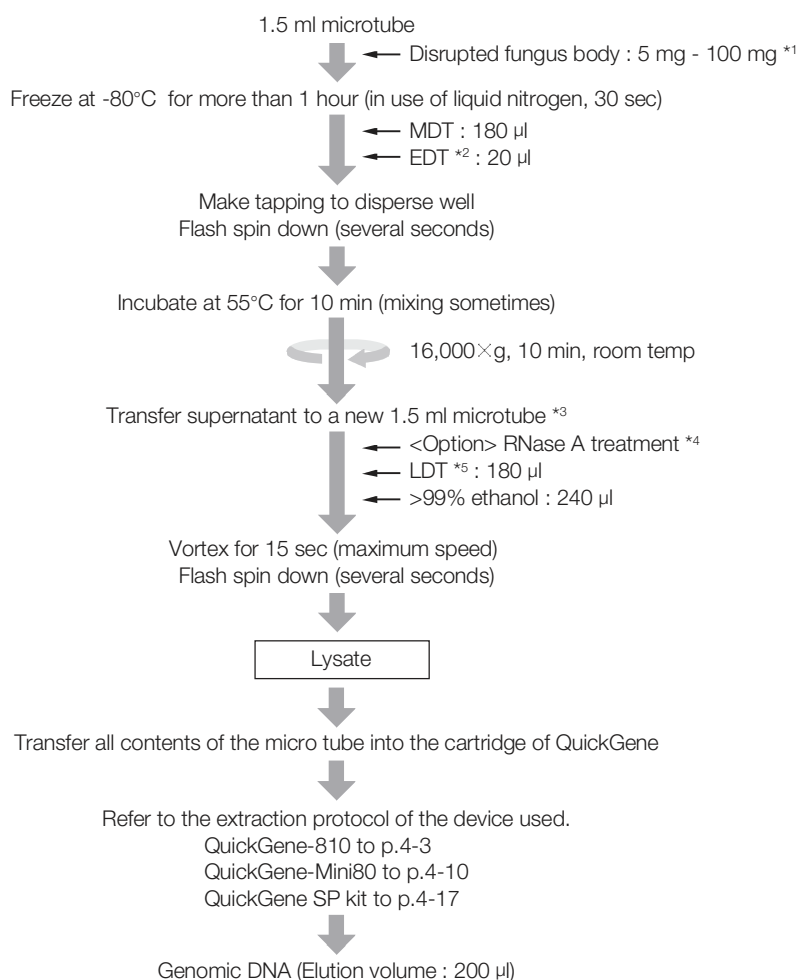 1.5 ml microtube
Disrupted fungus body : 5 mg - 100 mg *1
Freeze at -80°C for more than 1 hour (in use of liquid nitrogen, 30 sec)
MDT : 180 µl
EDT *2 : 20 µl
Make tapping to disperse well
Flash spin down (several seconds)
Incubate at 55°C for 10 min (mixing sometimes)
16,000×g, 10 min, room temp
Transfer supernatant to a new 1.5 ml microtube *3
<Option> RNase A treatment *4
LDT *5 : 180 µl
>99% ethanol : 240 µl
Vortex for 15 sec (maximum speed)
Flash spin down (several seconds)
Lysate
Transfer all contents of the micro tube into the cartridge of QuickGene
Refer to the extraction protocol of the device used.
QuickGene-810 to p.4-3
QuickGene-Mini80 to p.4-10
QuickGene SP kit to p.4-17
Genomic DNA (Elution volume : 200 µl)